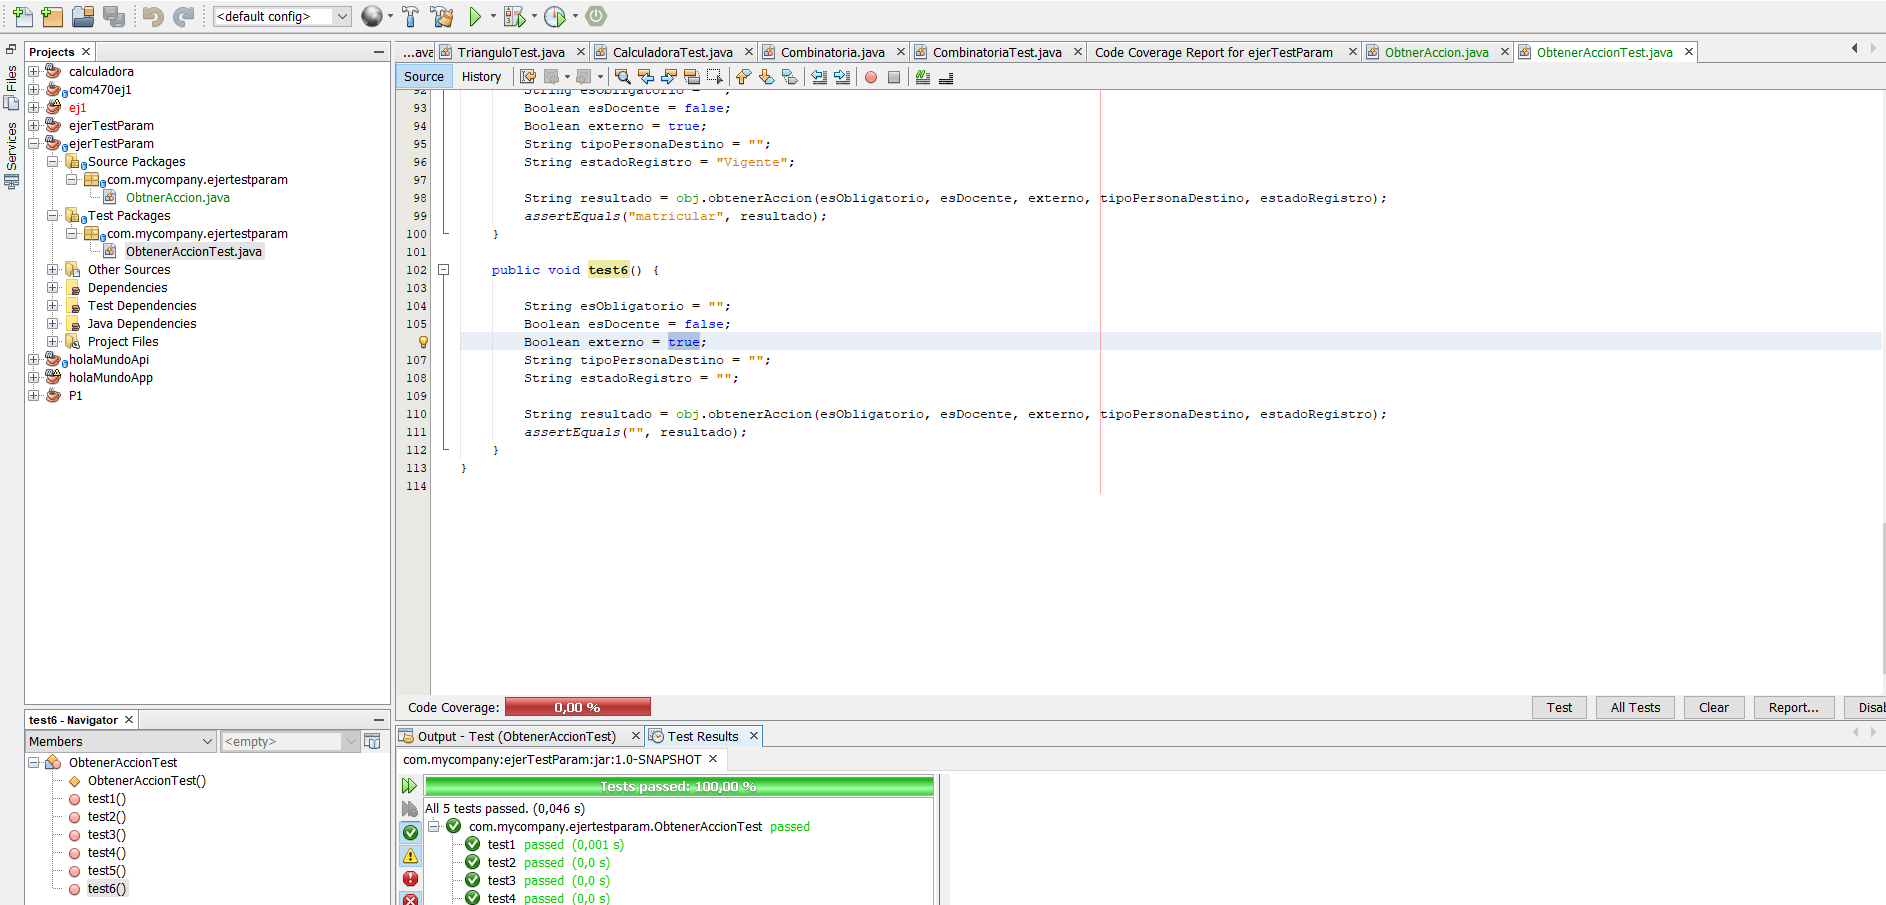 <default config>
Projects
Files
Services
calculadora
com470ej1
ej1
ejerTestParam
ejerTestParam
Source Packages
com.mycompany.ejertestparam
ObtnerAccion.java
Test Packages
com.mycompany.ejertestparam
ObtenerAccionTest.java
Other Sources
Dependencies
Test Dependencies
Java Dependencies
Project Files
holaMundoApi
holaMundoApp
P1
...ava TrianguloTest.java CalculadoraTest.java Combinatoria.java CombinatoriaTest.java Code Coverage Report for ejerTestParam ObtnerAccion.java ObtenerAccionTest.java
Source History
92 String esObligatorio = "";
93 Boolean esDocente = false;
94 Boolean externo = true;
95 String tipoPersonaDestino = "";
96 String estadoRegistro = "Vigente";
97
98 String resultado = obj.obtenerAccion(esObligatorio, esDocente, externo, tipoPersonaDestino, estadoRegistro);
99 assertEquals("matricular", resultado);
100 }
101
102 public void test6() {
103
104 String esObligatorio = "";
105 Boolean esDocente = false;
Boolean externo = true;
107 String tipoPersonaDestino = "";
108 String estadoRegistro = "";
109
110 String resultado = obj.obtenerAccion(esObligatorio, esDocente, externo, tipoPersonaDestino, estadoRegistro);
111 assertEquals("", resultado);
112 }
113 }
114
Code Coverage: 0,00 % Test All Tests Clear Report... Disab
test6 - Navigator
Members <empty>
ObtenerAccionTest
ObtenerAccionTest()
test1()
test2()
test3()
test4()
test5()
test6()
Output - Test (ObtenerAccionTest) Test Results
com.mycompany:ejerTestParam:jar:1.0-SNAPSHOT
Tests passed: 100,00 %
All 5 tests passed. (0,046 s)
com.mycompany.ejertestparam.ObtenerAccionTest passed
test1 passed (0,001 s)
test2 passed (0,0 s)
test3 passed (0,0 s)
test4 passed (0,0 s)